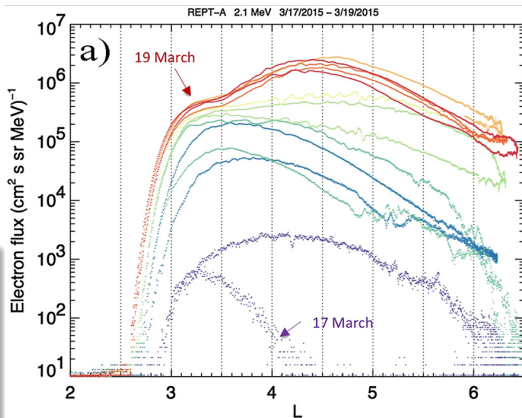 REPT-A 2.1 MeV 3/17/2015 – 3/19/2015
a)
19 March
17 March
Electron flux (cm² s sr MeV)⁻¹
10⁷
10⁶
10⁵
10⁴
10³
10²
10¹
2 3 4 5 6
L